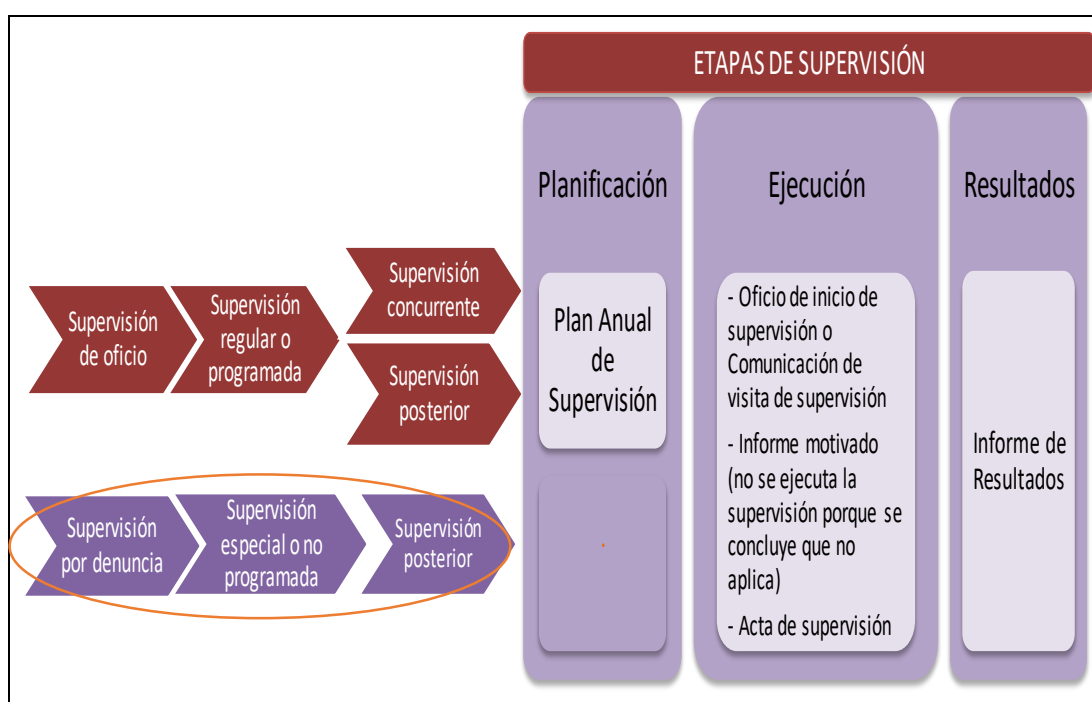 ETAPAS DE SUPERVISIÓN
Planificación
Ejecución
Resultados
Supervisión
de oficio
Supervisión
regular o
programada
Supervisión
concurrente
Supervisión
posterior
Plan Anual
de
Supervisión
- Oficio de inicio de
supervisión o
Comunicación de
visita de supervisión
- Informe motivado
(no se ejecuta la
supervisión porque se
concluye que no
aplica)
- Acta de supervisión
Informe de
Resultados
Supervisión
por denuncia
Supervisión
especial o no
programada
Supervisión
posterior